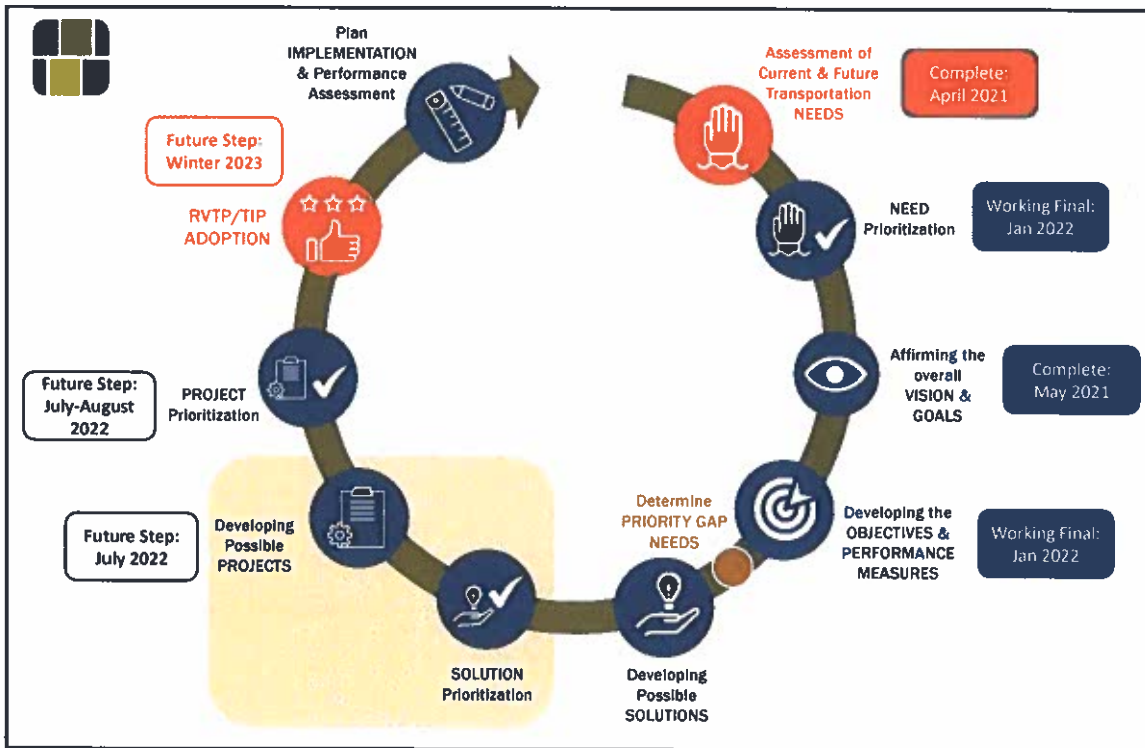 Assessment of
Current & Future
Transportation
NEEDS
Complete:
April 2021
NEED
Prioritization
Working Final:
Jan 2022
Affirming the
overall
VISION &
GOALS
Complete:
May 2021
Developing the
OBJECTIVES &
PERFORMANCE
MEASURES
Working Final:
Jan 2022
Determine
PRIORITY GAP
NEEDS
Developing
Possible
SOLUTIONS
SOLUTION
Prioritization
Developing
Possible
PROJECTS
Future Step:
July 2022
PROJECT
Prioritization
Future Step:
July-August
2022
RVTP/TIP
ADOPTION
Future Step:
Winter 2023
Plan
IMPLEMENTATION
& Performance
Assessment